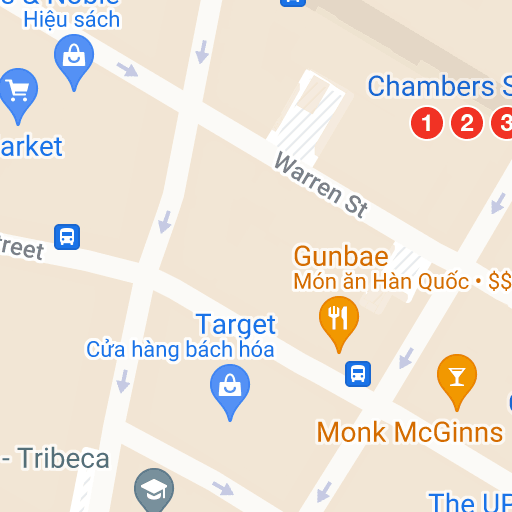 & Noble
Hiệu sách
Chambers S
1 2 3
arket
Warren St
reet
Gunbae
Món ăn Hàn Quốc • $$
Target
Cửa hàng bách hóa
Monk McGinns
- Tribeca
The UP